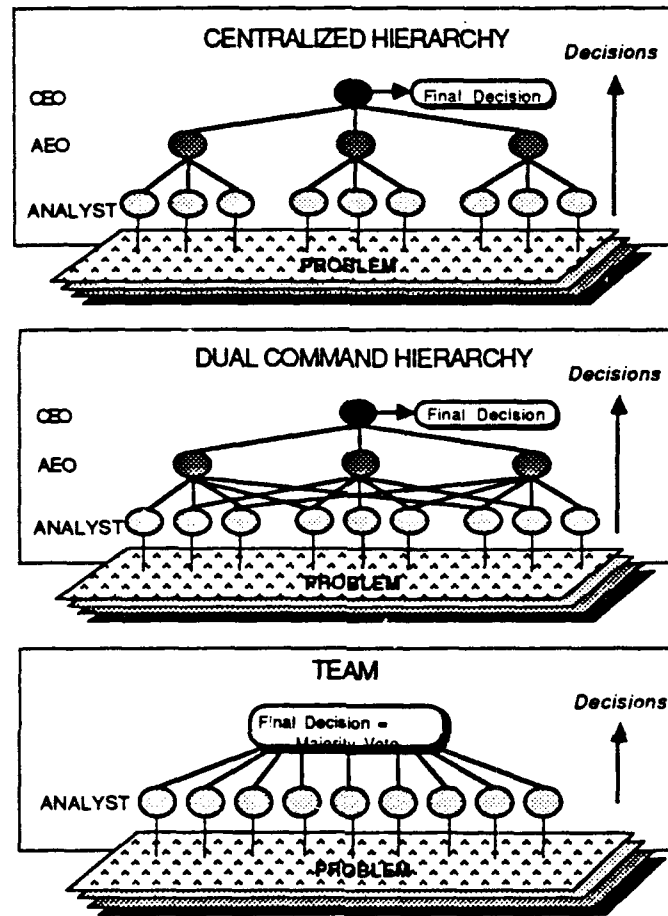 CENTRALIZED HIERARCHY
Decisions
CEO
Final Decision
AEO
ANALYST
PROBLEM
DUAL COMMAND HIERARCHY
Decisions
CEO
Final Decision
AEO
ANALYST
PROBLEM
TEAM
Decisions
Final Decision =
Majority Vote
ANALYST
PROBLEM